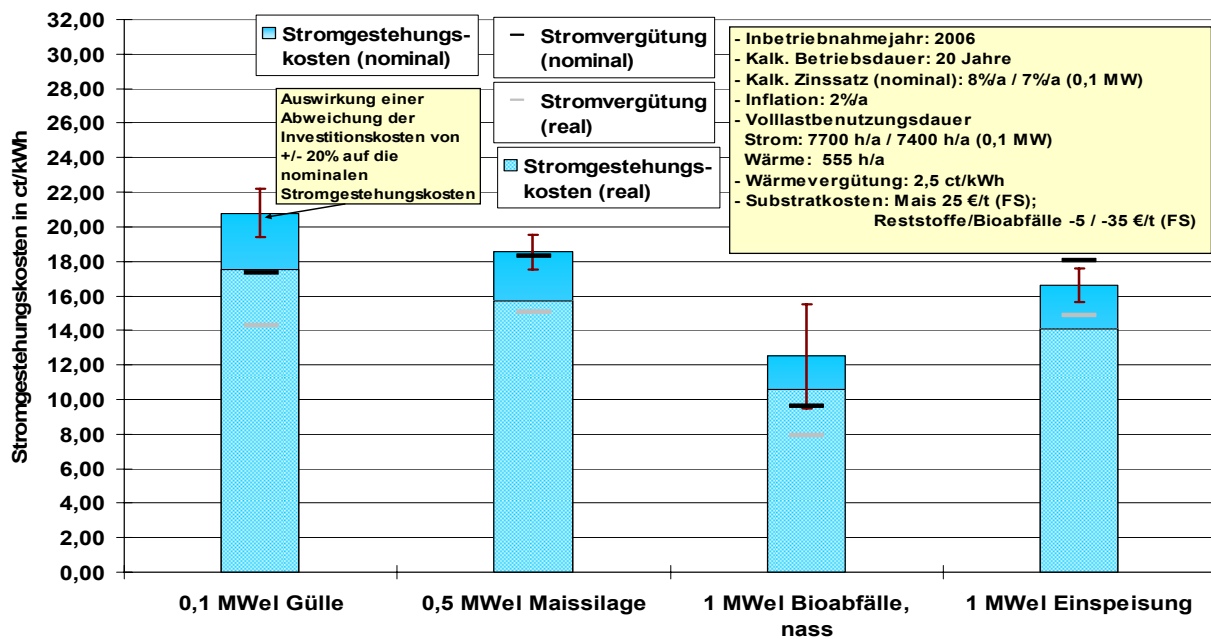 Stromgestehungskosten in ct/kWh
32,00
30,00
28,00
26,00
24,00
22,00
20,00
18,00
16,00
14,00
12,00
10,00
8,00
6,00
4,00
2,00
0,00
Stromgestehungs-
kosten (nominal)
Stromvergütung
(nominal)
Stromvergütung
(real)
Stromgestehungs-
kosten (real)
Auswirkung einer
Abweichung der
Investitionskosten von
+/- 20% auf die
nominalen
Stromgestehungskosten
- Inbetriebnahmejahr: 2006
- Kalk. Betriebsdauer: 20 Jahre
- Kalk. Zinssatz (nominal): 8%/a / 7%/a (0,1 MW)
- Inflation: 2%/a
- Volllastbenutzungsdauer
Strom: 7700 h/a / 7400 h/a (0,1 MW)
Wärme: 555 h/a
- Wärmevergütung: 2,5 ct/kWh
- Substratkosten: Mais 25 €/t (FS);
Reststoffe/Bioabfälle -5 / -35 €/t (FS)
0,1 MWel Gülle
0,5 MWel Maissilage
1 MWel Bioabfälle,
nass
1 MWel Einspeisung